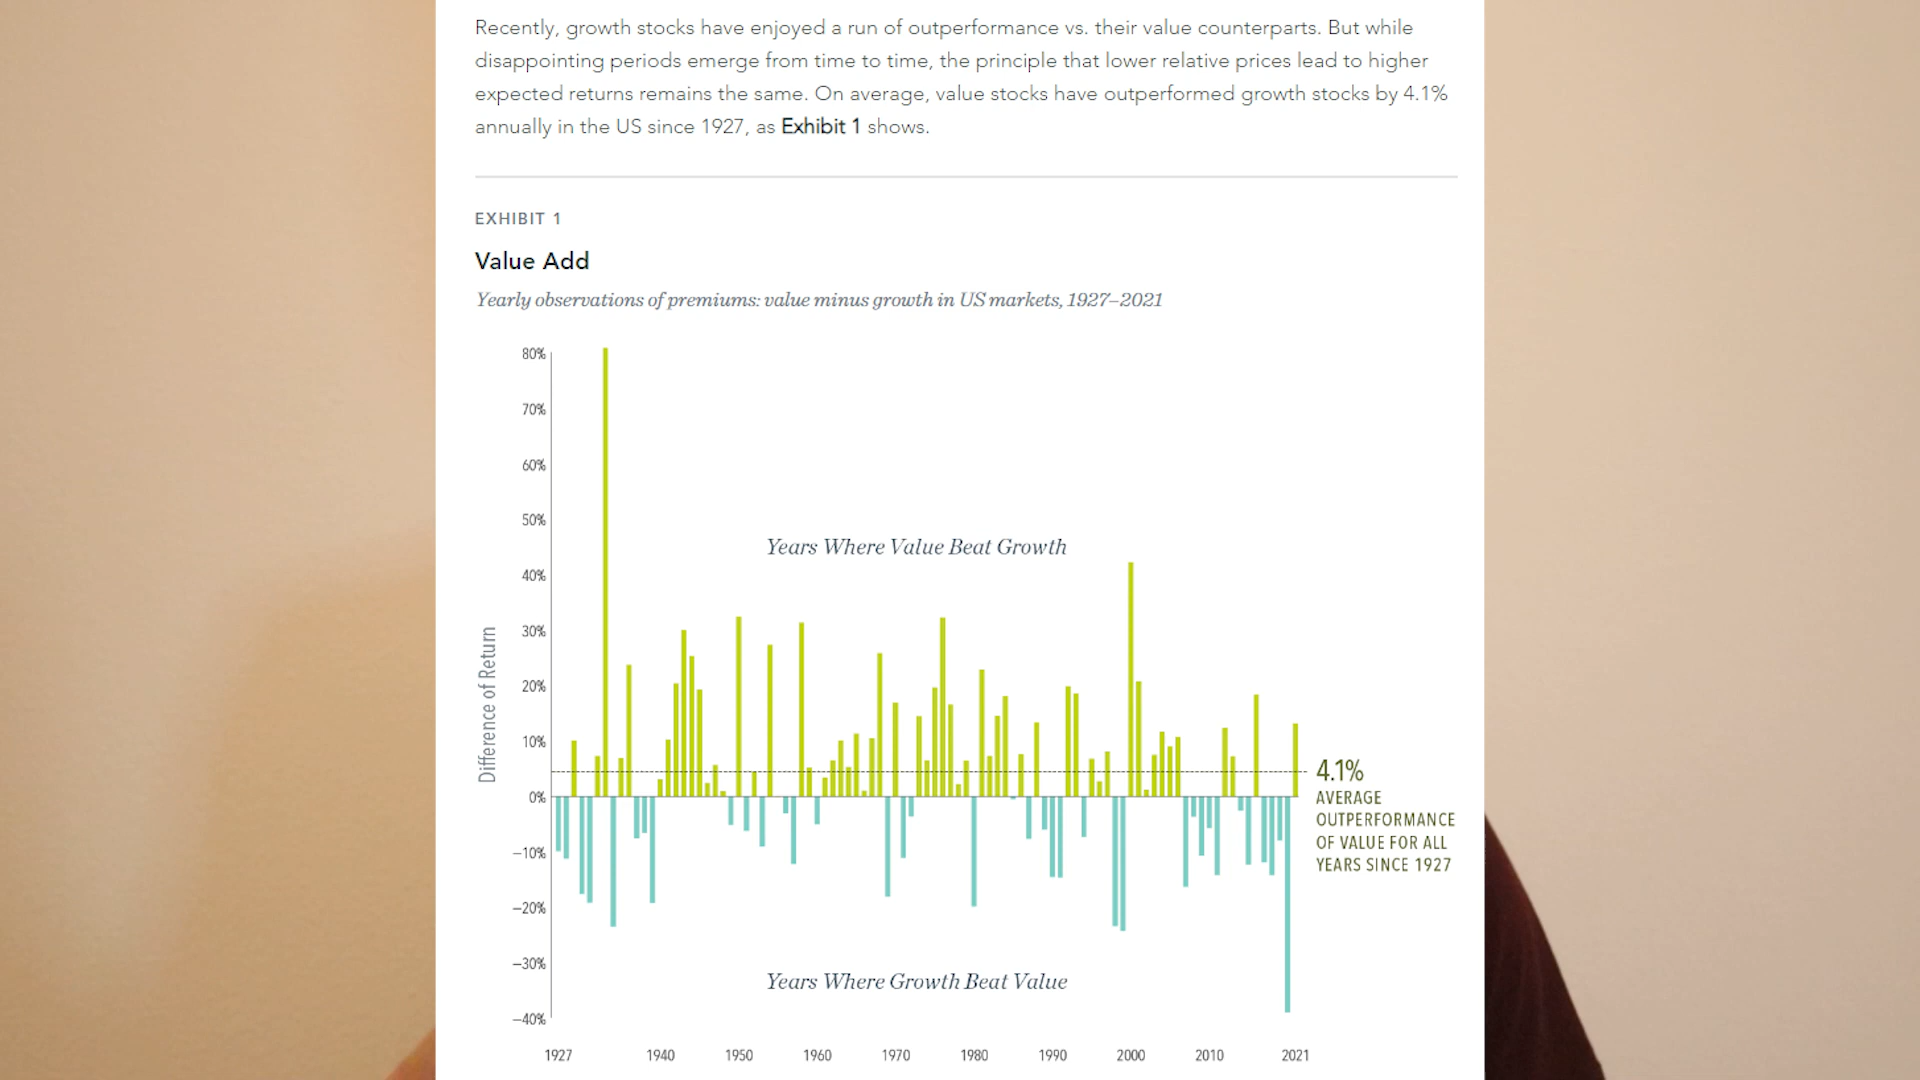 Recently, growth stocks have enjoyed a run of outperformance vs. their value counterparts. But while
disappointing periods emerge from time to time, the principle that lower relative prices lead to higher
expected returns remains the same. On average, value stocks have outperformed growth stocks by 4.1%
annually in the US since 1927, as Exhibit 1 shows.
EXHIBIT 1
Value Add
Yearly observations of premiums: value minus growth in US markets, 1927–2021
80%
70%
60%
50%
Years Where Value Beat Growth
40%
30%
Difference of Return
20%
10%
4.1%
0%
AVERAGE
OUTPERFORMANCE
OF VALUE FOR ALL
YEARS SINCE 1927
−10%
−20%
−30%
Years Where Growth Beat Value
−40%
1927 1940 1950 1960 1970 1980 1990 2000 2010 2021